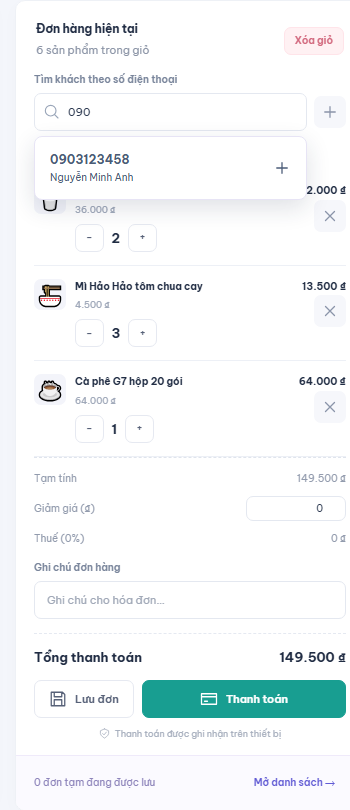 Đơn hàng hiện tại
6 sản phẩm trong giỏ
Xóa giỏ
Tìm khách theo số điện thoại
090
0903123458
Nguyễn Minh Anh
2.000 ₫
36.000 ₫
2
Mì Hảo Hảo tôm chua cay
13.500 ₫
4.500 ₫
3
Cà phê G7 hộp 20 gói
64.000 ₫
64.000 ₫
1
Tạm tính
149.500 ₫
Giảm giá (₫)
0
Thuế (0%)
0 ₫
Ghi chú đơn hàng
Ghi chú cho hóa đơn...
Tổng thanh toán
149.500 ₫
Lưu đơn
Thanh toán
Thanh toán được ghi nhận trên thiết bị
0 đơn tạm đang được lưu
Mở danh sách →